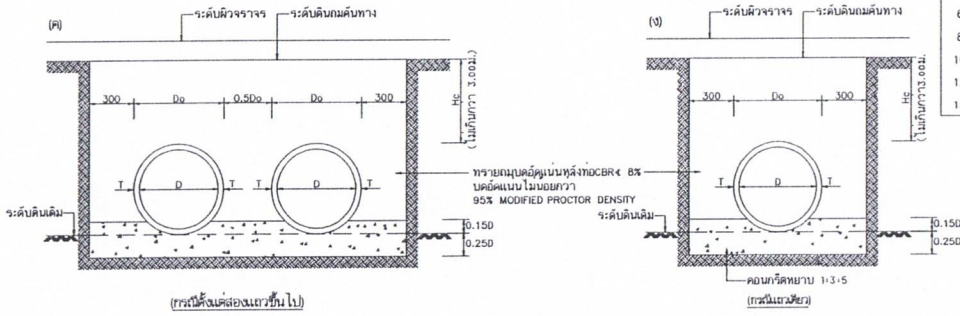 (ค)
ระดับผิวจราจร
ระดับดินถมคันทาง
300
Do
0.5Do
Do
300
Hc
(ไม่เกินกว่า 3.00ม.)
T
D
T
T
D
T
ระดับดินเดิม
0.15D
0.25D
(กรณีตั้งแต่สองแถวขึ้นไป)
ทรายถมบดอัดแน่นหลังท่อCBR≮ 8%
บดอัดแน่นไม่น้อยกว่า
95% MODIFIED PROCTOR DENSITY
(ง)
ระดับผิวจราจร
ระดับดินถมคันทาง
300
Do
300
Hc
(ไม่เกินกว่า3.00ม.)
T
D
T
ระดับดินเดิม
0.15D
0.25D
คอนกรีตหยาบ 1:3:5
(กรณีแถวเดียว)